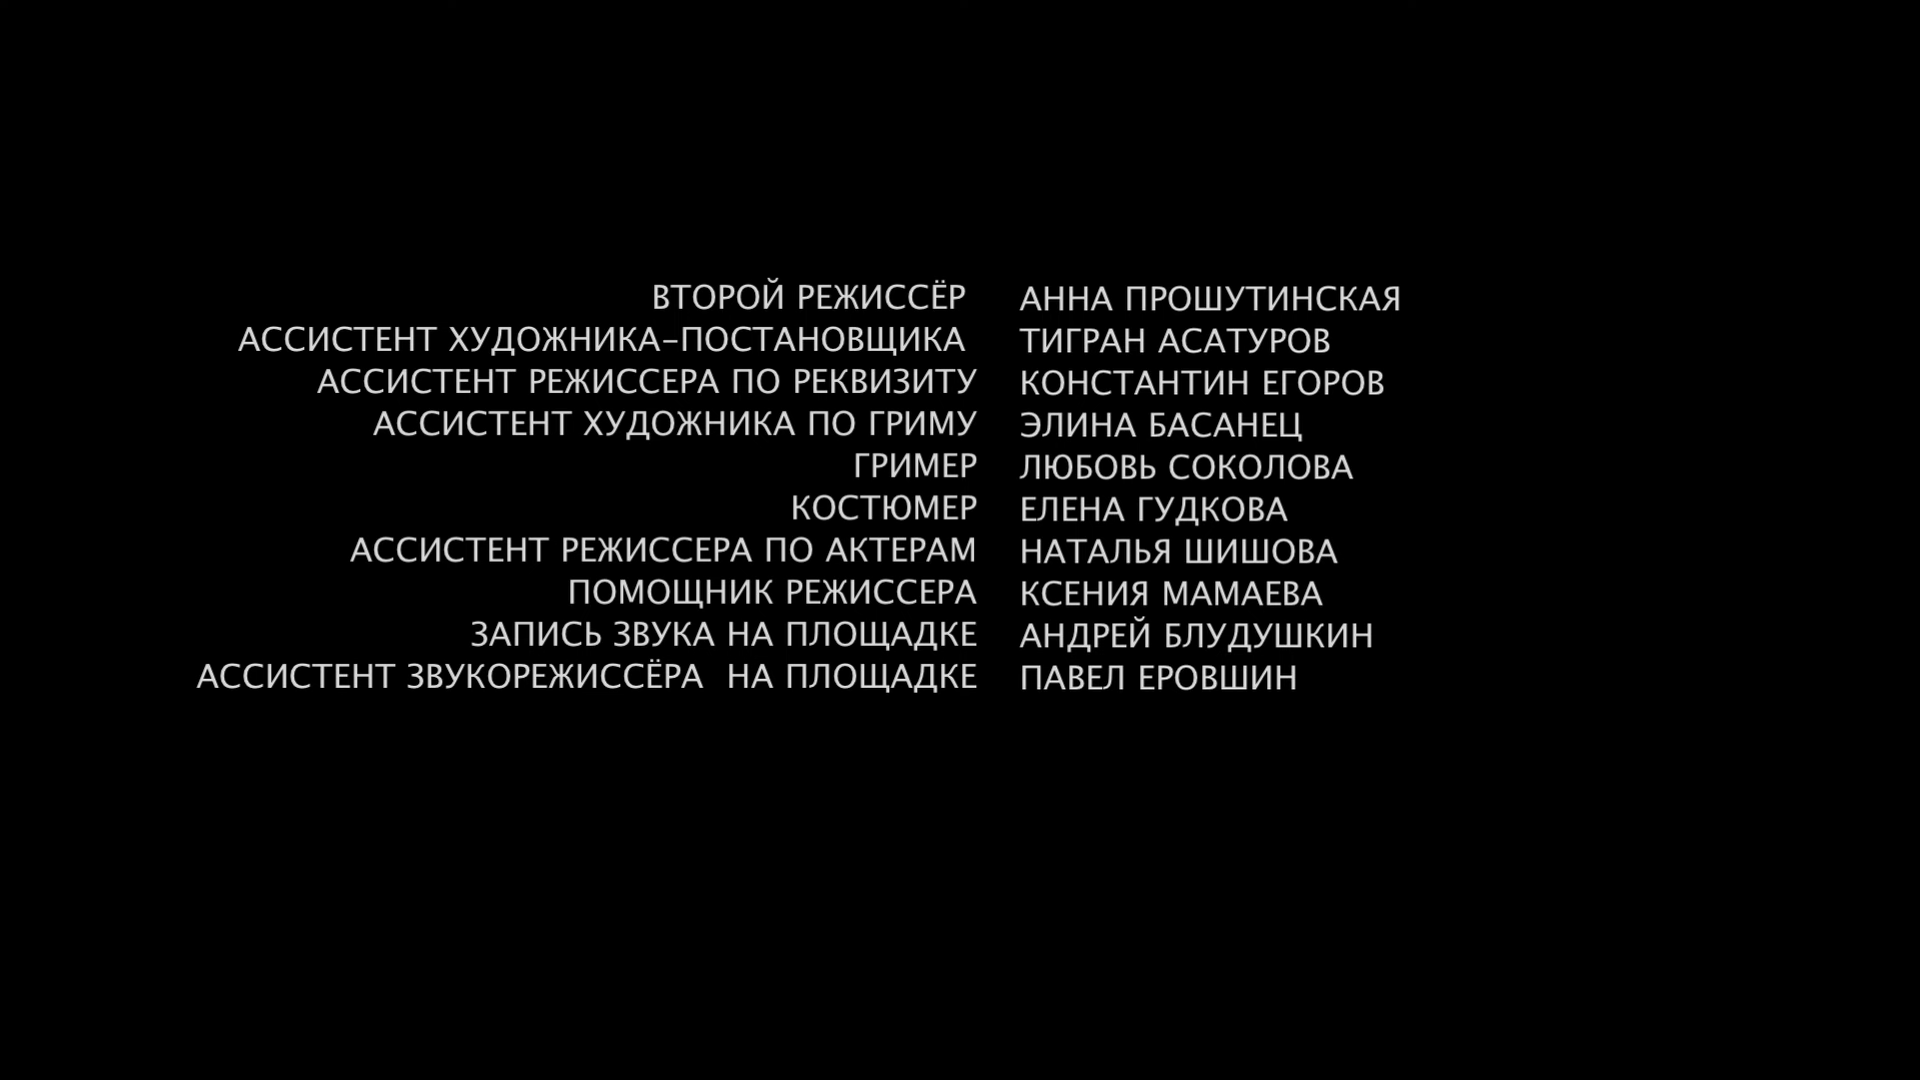 ВТОРОЙ РЕЖИССЁР АННА ПРОШУТИНСКАЯ
АССИСТЕНТ ХУДОЖНИКА-ПОСТАНОВЩИКА ТИГРАН АСАТУРОВ
АССИСТЕНТ РЕЖИССЕРА ПО РЕКВИЗИТУ КОНСТАНТИН ЕГОРОВ
АССИСТЕНТ ХУДОЖНИКА ПО ГРИМУ ЭЛИНА БАСАНЕЦ
ГРИМЕР ЛЮБОВЬ СОКОЛОВА
КОСТЮМЕР ЕЛЕНА ГУДКОВА
АССИСТЕНТ РЕЖИССЕРА ПО АКТЕРАМ НАТАЛЬЯ ШИШОВА
ПОМОЩНИК РЕЖИССЕРА КСЕНИЯ МАМАЕВА
ЗАПИСЬ ЗВУКА НА ПЛОЩАДКЕ АНДРЕЙ БЛУДУШКИН
АССИСТЕНТ ЗВУКОРЕЖИССЁРА НА ПЛОЩАДКЕ ПАВЕЛ ЕРОВШИН